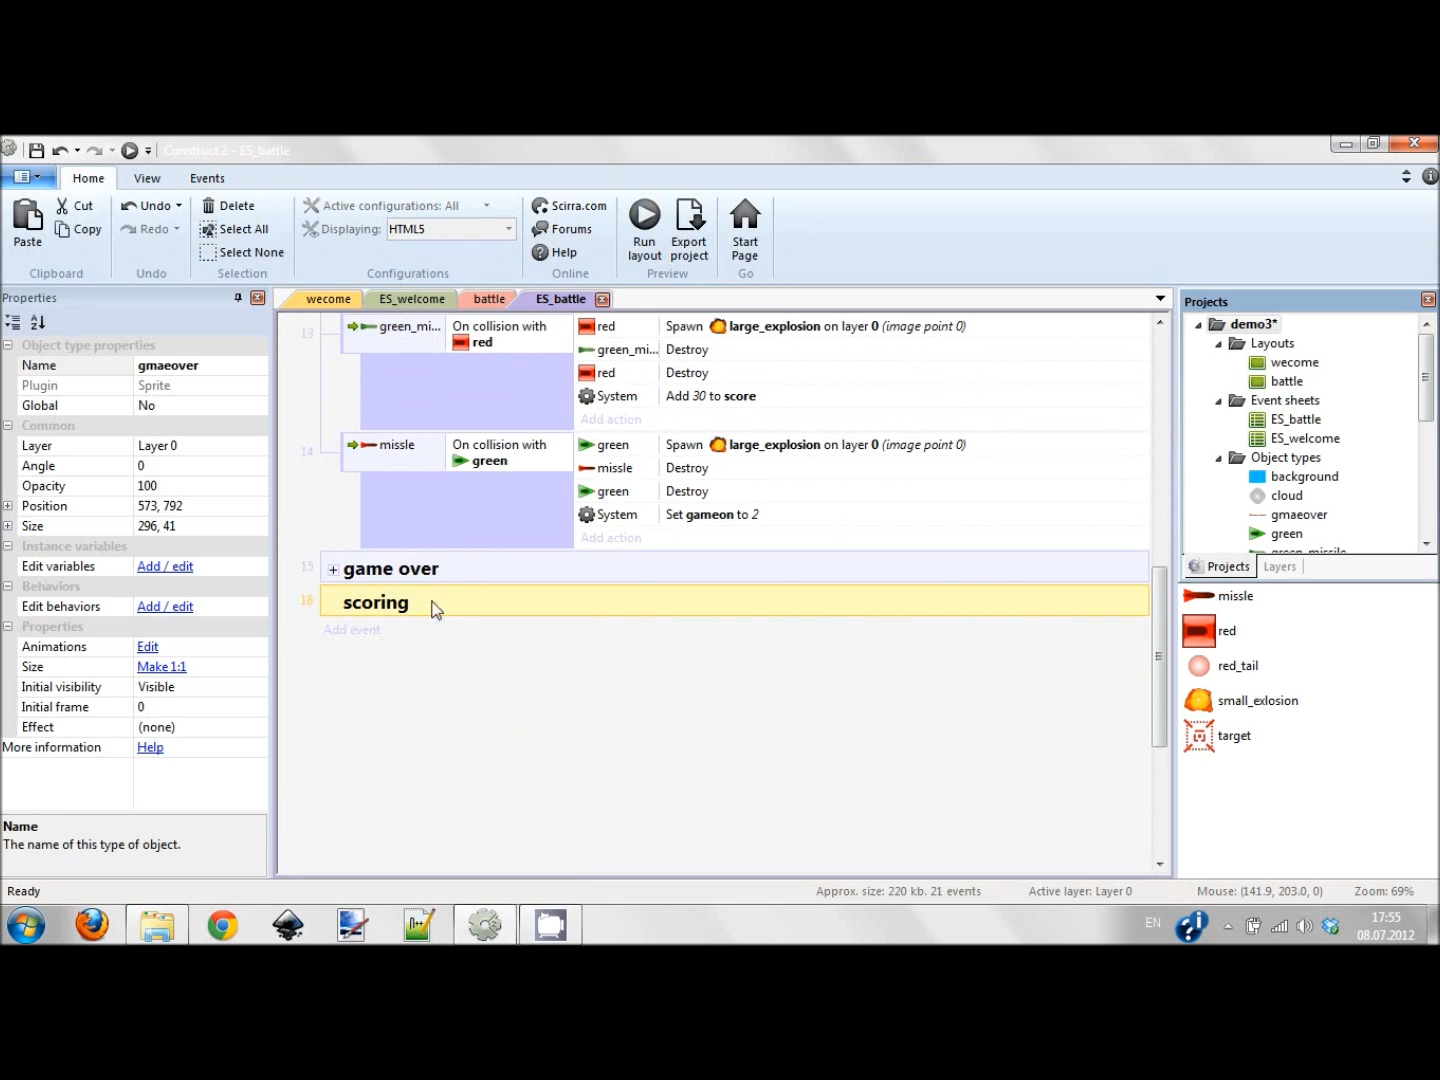 Construct 2 - ES_battle
Home View Events
Paste Cut Copy Clipboard
Undo Redo Undo
Delete Select All Select None Selection
Active configurations: All
Displaying: HTML5
Configurations
Scirra.com Forums Help Online
Run layout Export project Preview
Start Page Go
Properties
wecome ES_welcome battle ES_battle
Projects
Object type properties
Name gmaeover
Plugin Sprite
Global No
Common
Layer Layer 0
Angle 0
Opacity 100
Position 573, 792
Size 296, 41
Instance variables
Edit variables Add / edit
Behaviors
Edit behaviors Add / edit
Properties
Animations Edit
Size Make 1:1
Initial visibility Visible
Initial frame 0
Effect (none)
More information Help
Name
The name of this type of object.
13 green_mi... On collision with red
red Spawn large_explosion on layer 0 (image point 0)
green_mi... Destroy
red Destroy
System Add 30 to score
Add action
14 missle On collision with green
green Spawn large_explosion on layer 0 (image point 0)
missle Destroy
green Destroy
System Set gameon to 2
Add action
15 game over
18 scoring
Add event
demo3*
Layouts
wecome
battle
Event sheets
ES_battle
ES_welcome
Object types
background
cloud
gmaeover
green
green_missile
Projects Layers
missle
red
red_tail
small_exlosion
target
Ready Approx. size: 220 kb. 21 events Active layer: Layer 0 Mouse: (141.9, 203.0, 0) Zoom: 69%
EN 17:55
08.07.2012